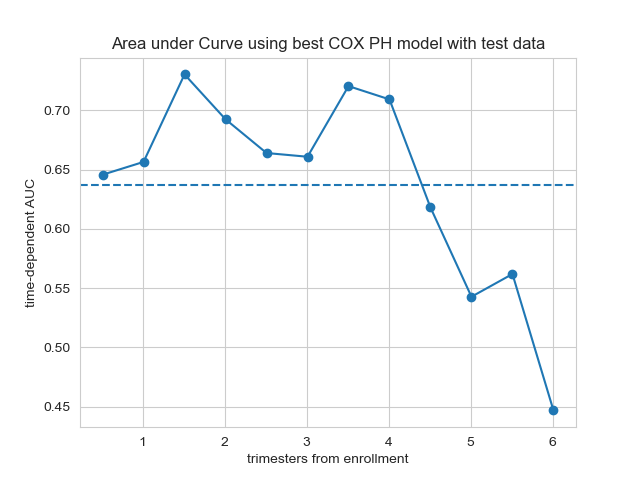 Area under Curve using best COX PH model with test data
time-dependent AUC
0.70
0.65
0.60
0.55
0.50
0.45
1 2 3 4 5 6
trimesters from enrollment